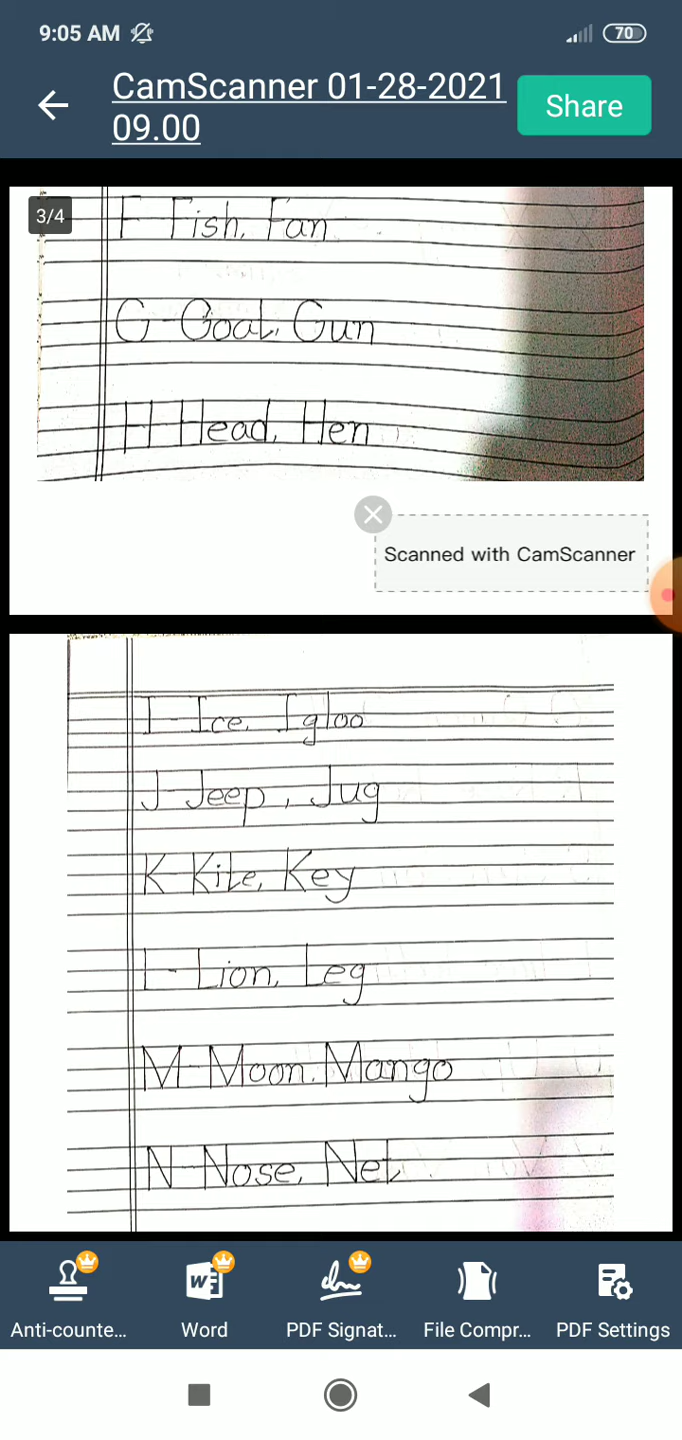 9:05 AM 70
CamScanner 01-28-2021
09.00
Share
3/4
F Fish, Fan
G-Goat, Gun
H Head, Hen
Scanned with CamScanner
I-Ice, Igloo
J-Jeep, Jug
K-Kite, Key
L-Lion, Leg
M-Moon, Mango
N-Nose, Net
Anti-counte... Word PDF Signat... File Compr... PDF Settings